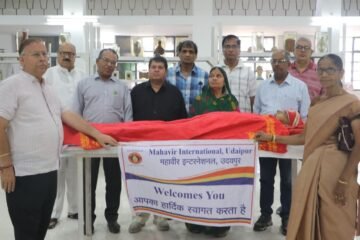 Mahavir International, Udaipur
महावीर इन्टरनेशनल, उदयपुर
Welcomes You
आपका हार्दिक स्वागत करता है